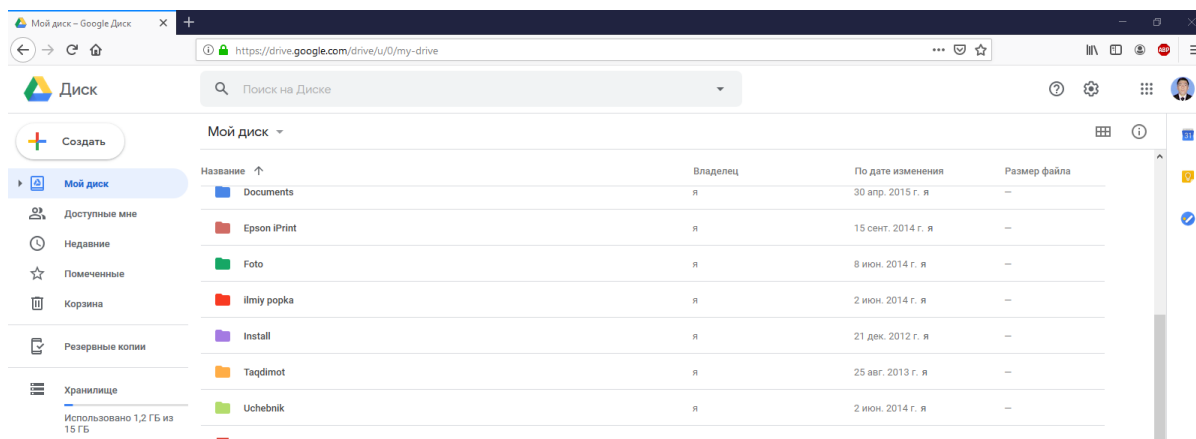 Мой диск – Google Диск
https://drive.google.com/drive/u/0/my-drive
ABP
Диск
Поиск на Диске
Создать
Мой диск
31
Название Владелец По дате изменения Размер файла
Мой диск
Доступные мне
Недавние
Помеченные
Корзина
Резервные копии
Хранилище
Использовано 1,2 ГБ из
15 ГБ
Documents я 30 апр. 2015 г. я —
Epson iPrint я 15 сент. 2014 г. я —
Foto я 8 июн. 2014 г. я —
ilmiy popka я 2 июн. 2014 г. я —
Install я 21 дек. 2012 г. я —
Taqdimot я 25 авг. 2013 г. я —
Uchebnik я 2 июн. 2014 г. я —